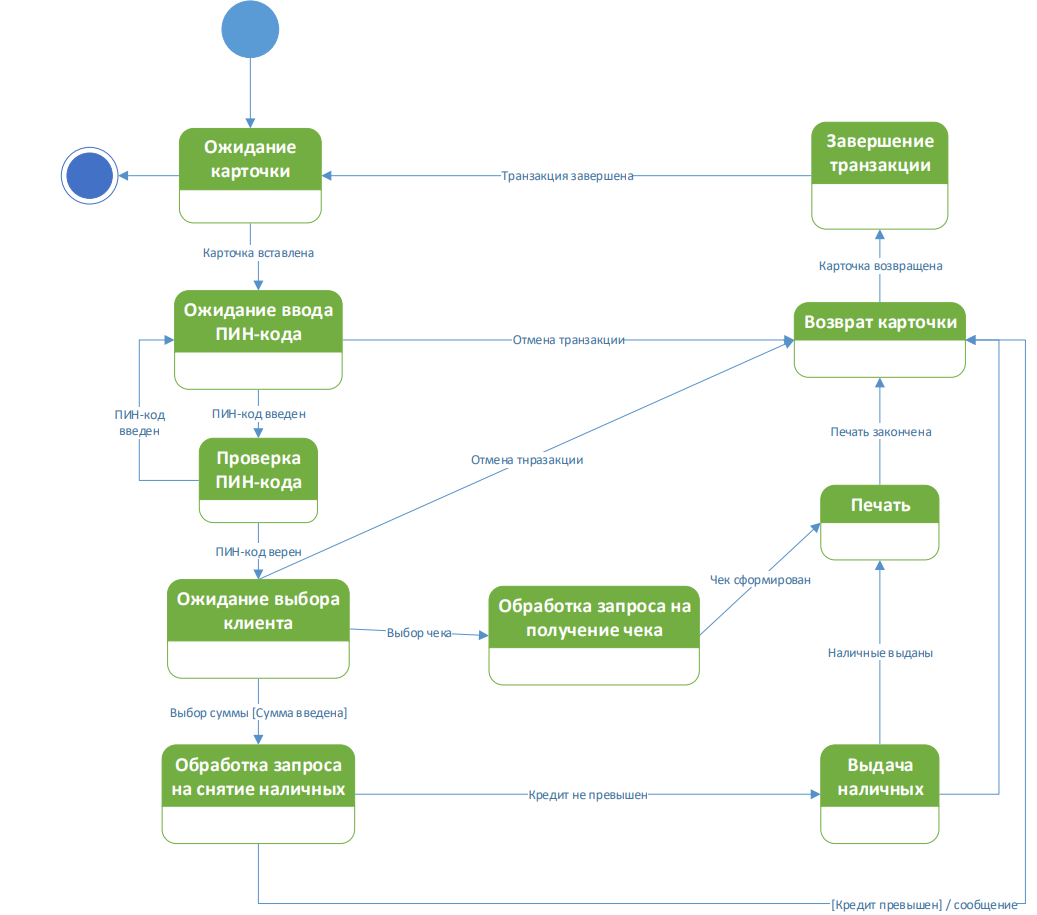 Ожидание
карточки
Завершение
транзакции
Транзакция завершена
Карточка вставлена
Карточка возвращена
Ожидание ввода
ПИН-кода
Возврат карточки
Отмена транзакции
ПИН-код
введен
ПИН-код введен
Печать закончена
Проверка
ПИН-кода
Отмена тнразакции
Печать
ПИН-код верен
Чек сформирован
Ожидание выбора
клиента
Обработка запроса на
получение чека
Выбор чека
Наличные выданы
Выбор суммы [Сумма введена]
Обработка запроса
на снятие наличных
Выдача
наличных
Кредит не превышен
[Кредит превышен] / сообщение